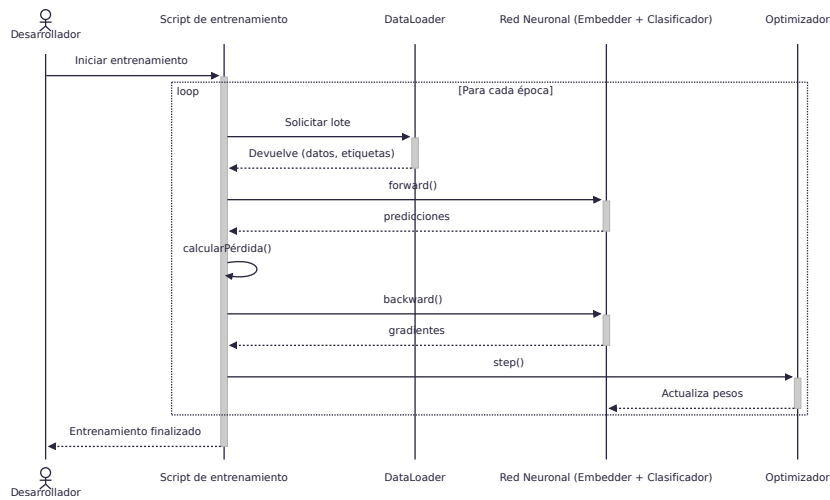 Desarrollador
Script de entrenamiento
DataLoader
Red Neuronal (Embedder + Clasificador)
Optimizador
Iniciar entrenamiento
loop
[Para cada época]
Solicitar lote
Devuelve (datos, etiquetas)
forward()
predicciones
calcularPérdida()
backward()
gradientes
step()
Actualiza pesos
Entrenamiento finalizado
Desarrollador
Script de entrenamiento
DataLoader
Red Neuronal (Embedder + Clasificador)
Optimizador